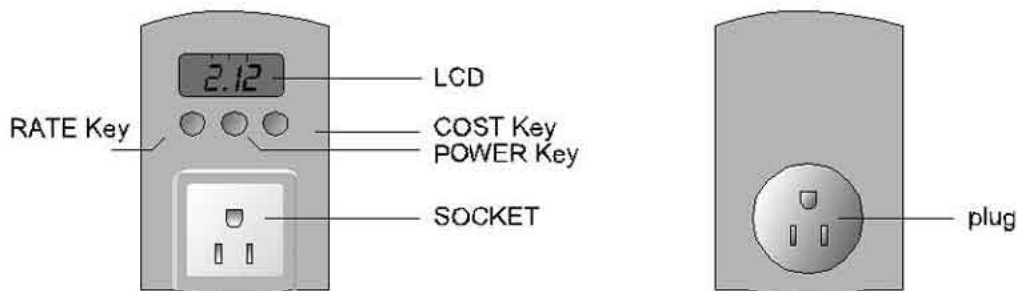 2.12
LCD
RATE Key
COST Key
POWER Key
SOCKET
plug